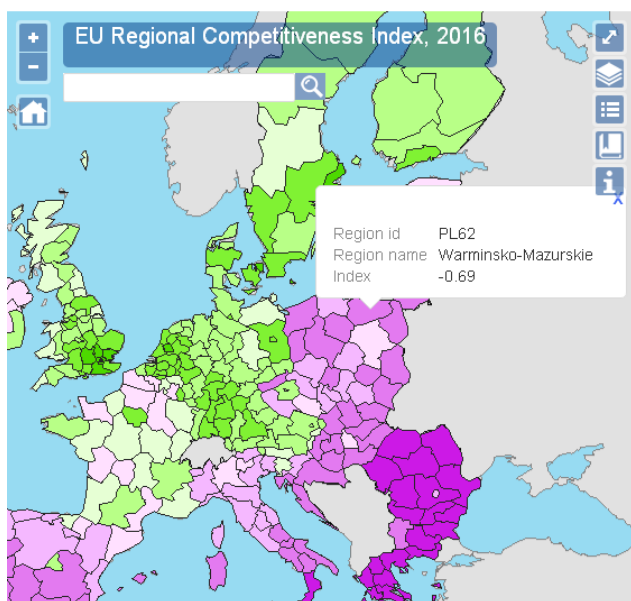 +
EU Regional Competitiveness Index, 2016
-
i
x
Region id PL62
Region name Warminsko-Mazurskie
Index -0.69